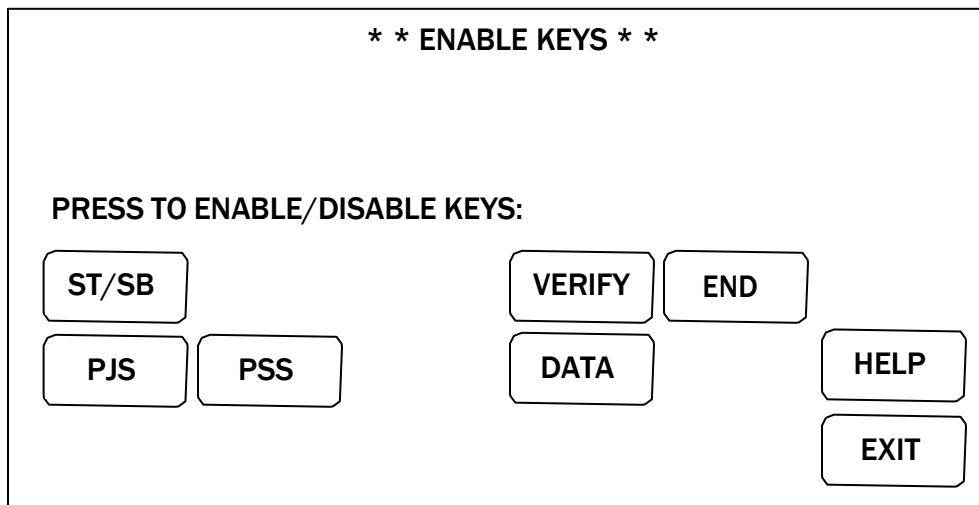 * * ENABLE KEYS * *
PRESS TO ENABLE/DISABLE KEYS:
ST/SB VERIFY END
PJS PSS DATA HELP
EXIT